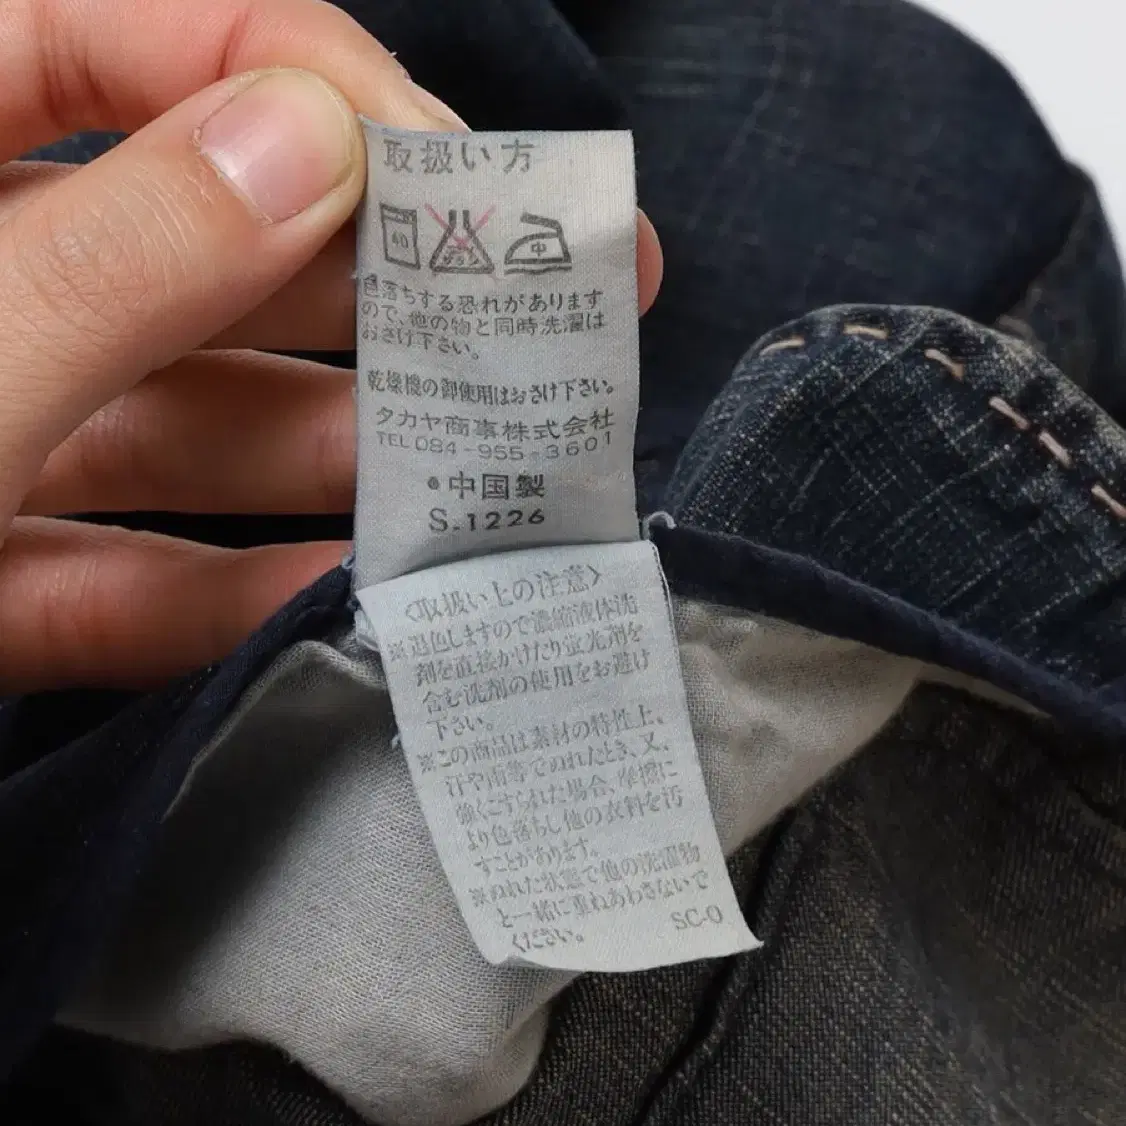 取扱い方
40
中
色落ちする恐れがあります
ので、他の物と同時洗濯は
おさけ下さい。
乾燥機の御使用はおさけ下さい。
タカヤ商事株式会社
TEL 084-955-3601
●中国製
S-1226
〈取扱い上の注意〉
※退色しますので濃縮液体洗
剤を直接かけたり蛍光剤を
含む洗剤の使用をお避け
下さい。
※この商品は素材の特性上、
汗や雨等でぬれたとき、又、
強くこすられた場合、摩擦に
より色落ちし他の衣料を汚
すことがあります。
※ぬれた状態で他の洗濯物
と一緒に重ねあわさないで
ください。
SC-0